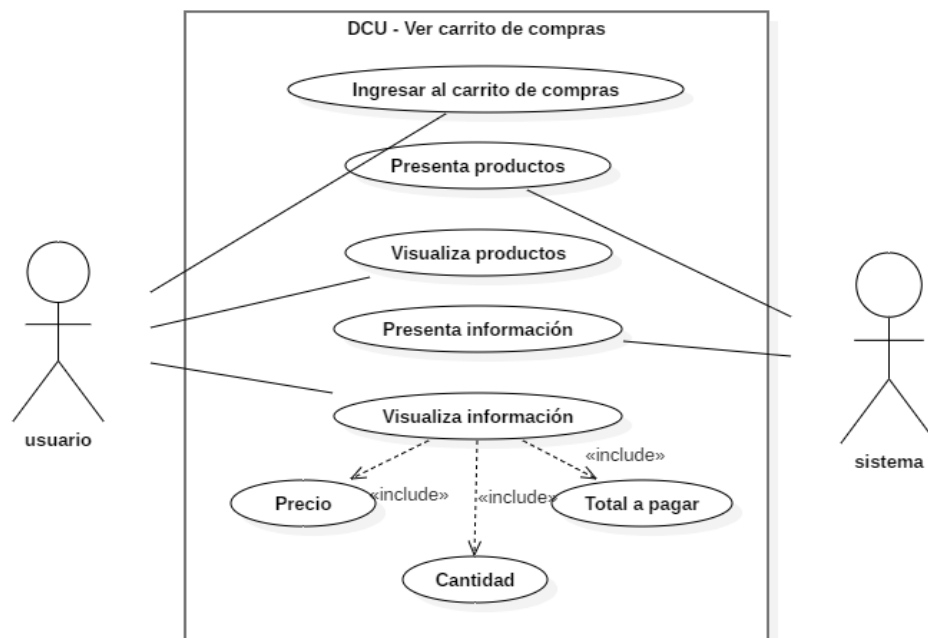 DCU - Ver carrito de compras
Ingresar al carrito de compras
Presenta productos
Visualiza productos
Presenta información
Visualiza información
usuario
sistema
«include»
«include»
«include»
Precio
Total a pagar
Cantidad